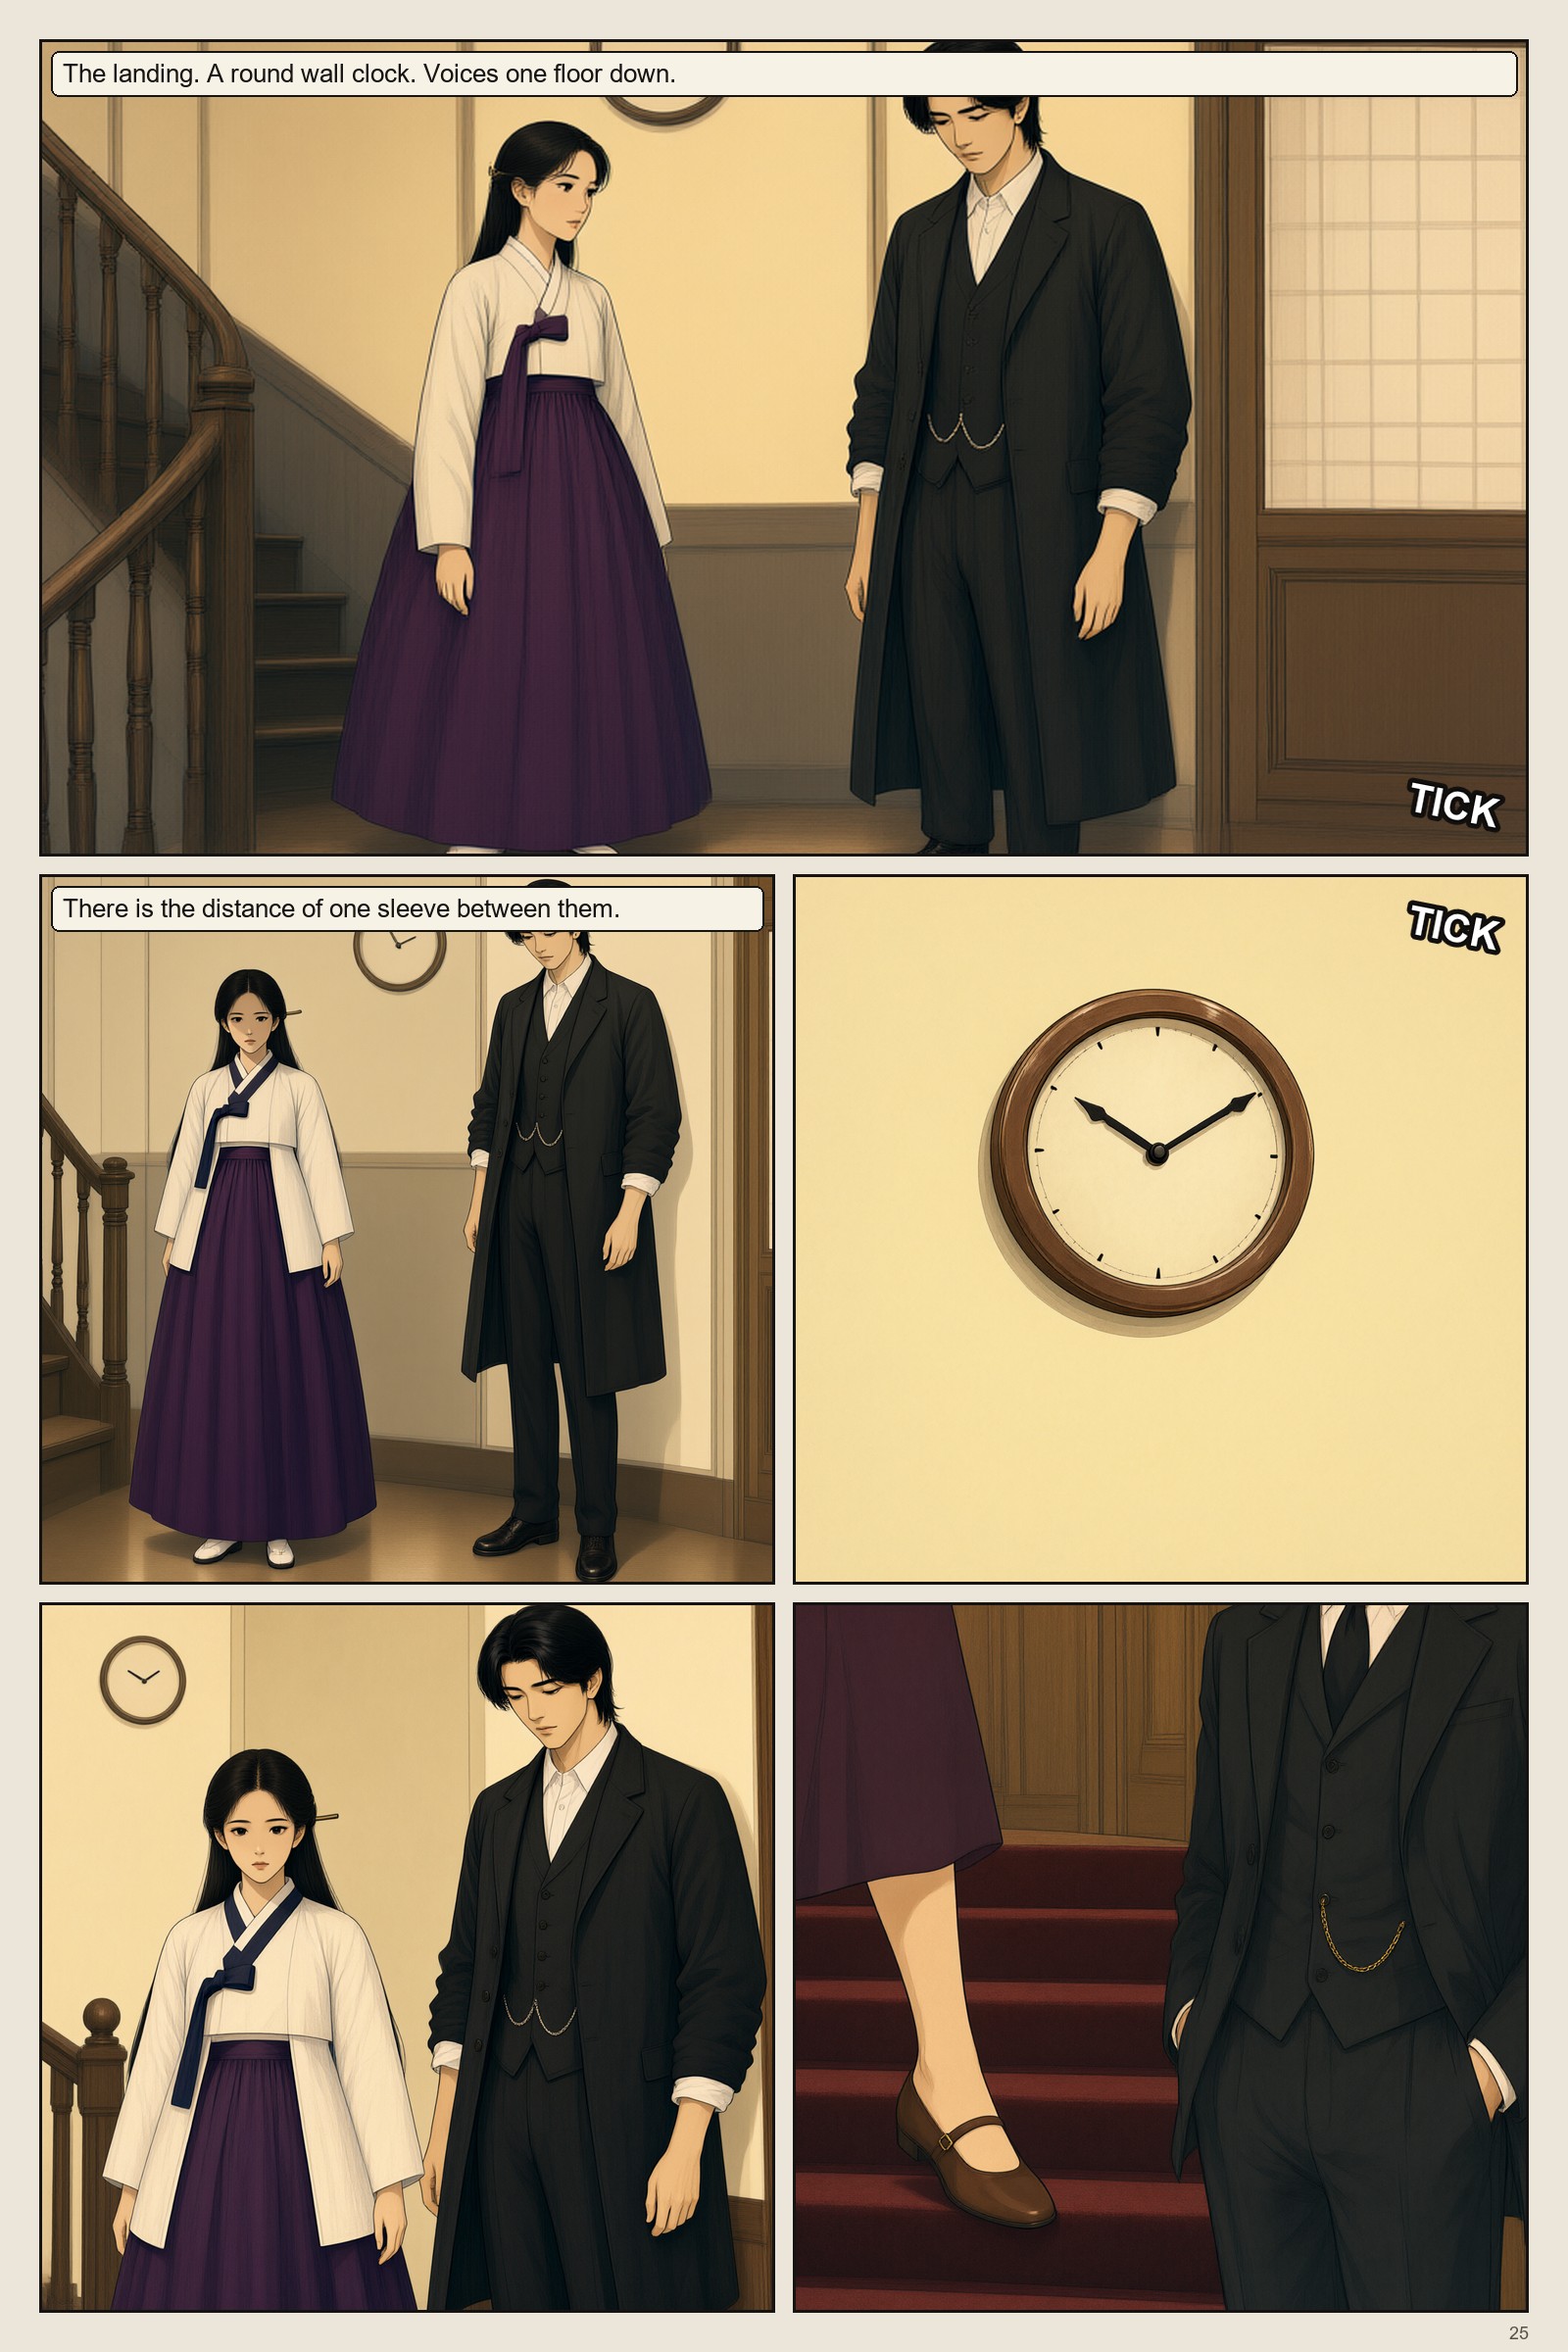 The landing. A round wall clock. Voices one floor down.
TICK
There is the distance of one sleeve between them.
TICK
25